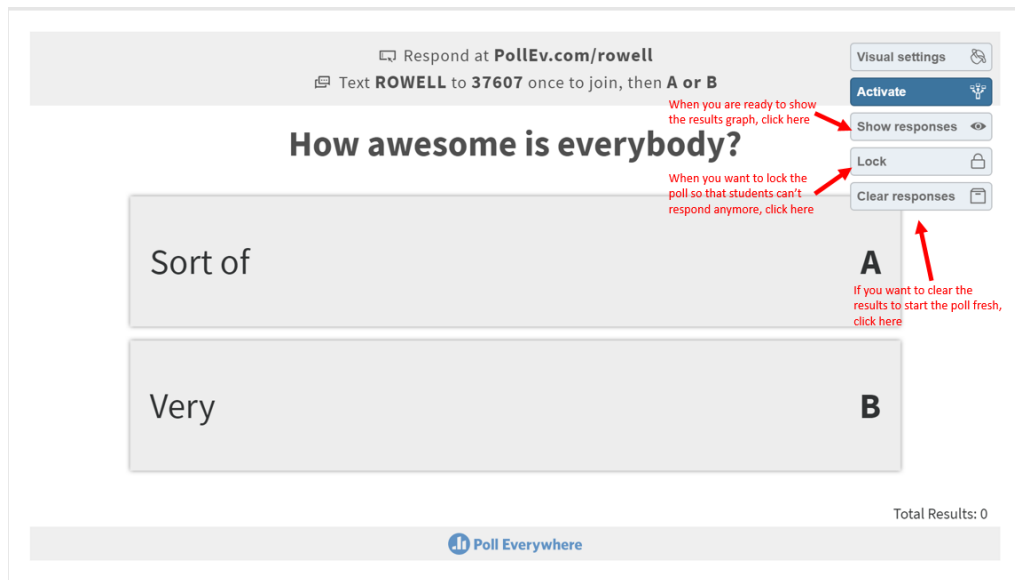 Respond at PollEv.com/rowell
Text ROWELL to 37607 once to join, then A or B
Visual settings
Activate
When you are ready to show
the results graph, click here
Show responses
How awesome is everybody?
Lock
When you want to lock the
poll so that students can't
respond anymore, click here
Clear responses
Sort of
A
If you want to clear the
results to start the poll fresh,
click here
Very
B
Total Results: 0
Poll Everywhere